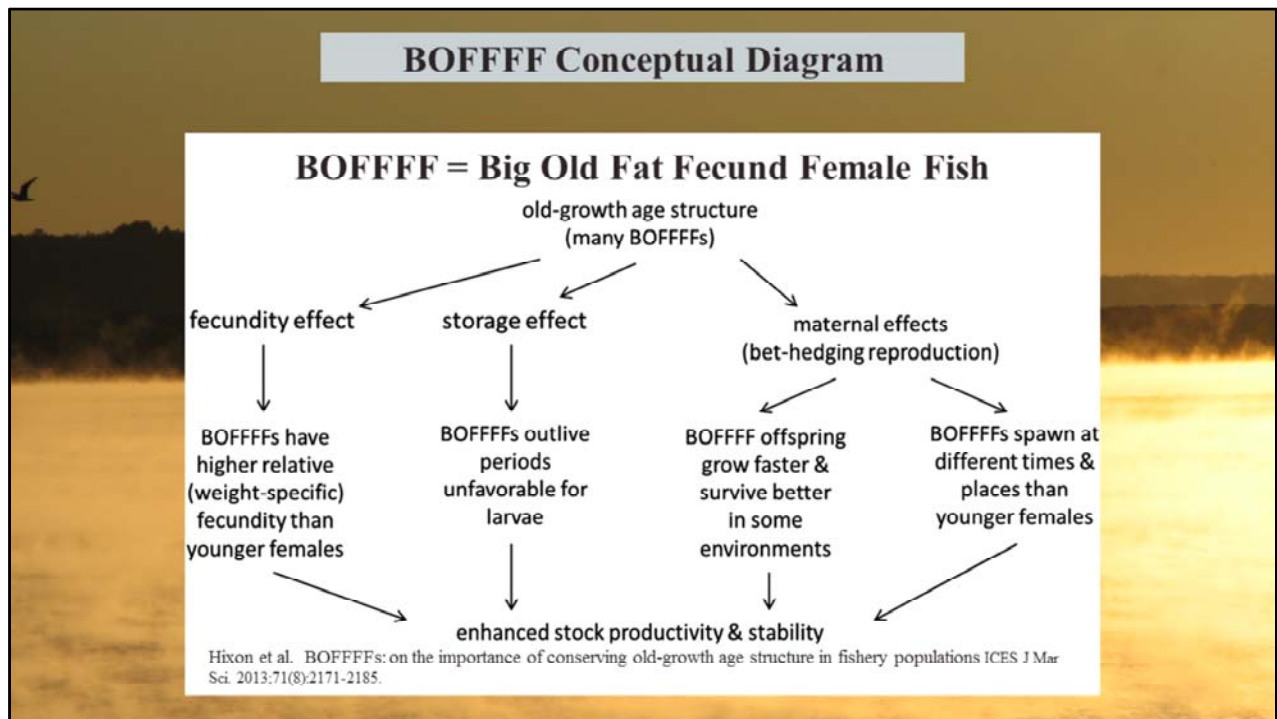 BOFFFF Conceptual Diagram
BOFFFF = Big Old Fat Fecund Female Fish
old-growth age structure
(many BOFFFFs)
fecundity effect
storage effect
maternal effects
(bet-hedging reproduction)
BOFFFFs have
higher relative
(weight-specific)
fecundity than
younger females
BOFFFFs outlive
periods
unfavorable for
larvae
BOFFFF offspring
grow faster &
survive better
in some
environments
BOFFFFs spawn at
different times &
places than
younger females
enhanced stock productivity & stability
Hixon et al. BOFFFFs: on the importance of conserving old-growth age structure in fishery populations ICES J Mar
Sci. 2013;71(8):2171-2185.